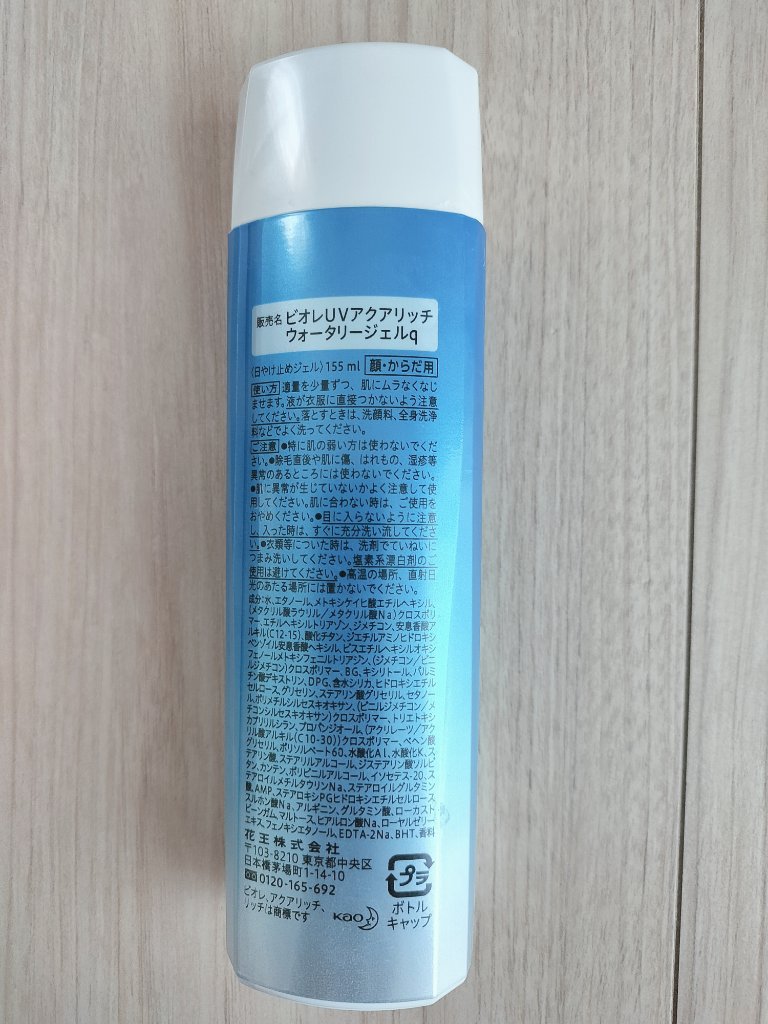 販売名 ビオレUVアクアリッチ
ウォータリージェルq
〈日やけ止めジェル〉155 ml 顔・からだ用
使い方 適量を少量ずつ、肌にムラなくなじ
ませます。液が衣服に直接つかないよう注意
してください。落とすときは、洗顔料、全身洗浄
料などでよく洗ってください。
ご注意 ●特に肌の弱い方は使わないでくだ
さい。●除毛直後や肌に傷、はれもの、湿疹等
異常のあるところには使わないでください。
●肌に異常が生じていないかよく注意して使
用してください。肌に合わない時は、ご使用を
おやめください。●目に入らないように注意
し、入った時は、すぐに充分洗い流してくださ
い。●衣類等についた時は、洗剤でていねいに
つまみ洗いしてください。塩素系漂白剤のご
使用は避けてください。●高温の場所、直射日
光のあたる場所には置かないでください。
成分：水、エタノール、メトキシケイヒ酸エチルヘキシル、
(メタクリル酸ラウリル／メタクリル酸Na)クロスポリ
マー、エチルヘキシルトリアゾン、ジメチコン、安息香酸ア
ルキル(C12-15)、酸化チタン、ジエチルアミノヒドロキシ
ベンゾイル安息香酸ヘキシル、ビスエチルヘキシルオキシ
フェノールメトキシフェニルトリアジン、(ジメチコン／ビニ
ルジメチコン)クロスポリマー、BG、キシリトール、パルミ
チン酸デキストリン、DPG、含水シリカ、ヒドロキシエチル
セルロース、グリセリン、ステアリン酸グリセリル、セタノー
ル、ポリメチルシルセスキオキサン、(ビニルジメチコン／メ
チコンシルセスキオキサン)クロスポリマー、トリエトキシ
カプリリルシラン、プロパンジオール、(アクリレーツ／アク
リル酸アルキル(C10-30))クロスポリマー、ベヘン酸
グリセリル、ポリソルベート60、水酸化Al、水酸化K、ス
テアリン酸、ステアリルアルコール、ジステアリン酸ソルビ
タン、カンテン、ポリビニルアルコール、イソセテス-20、ス
テアロイルメチルタウリンNa、ステアロイルグルタミン
酸、AMP、ステアロキシPGヒドロキシエチルセルロース
スルホン酸Na、アルギニン、グルタミン酸、ローカスト
ビーンガム、マルトース、ヒアルロン酸Na、ローヤルゼリー
エキス、フェノキシエタノール、EDTA-2Na、BHT、香料
花王株式会社
〒103-8210 東京都中央区
日本橋茅場町1-14-10
0120-165-692
ビオレ、アクアリッチ、
リッチは商標です
Kao
プラ
ボトル
キャップ